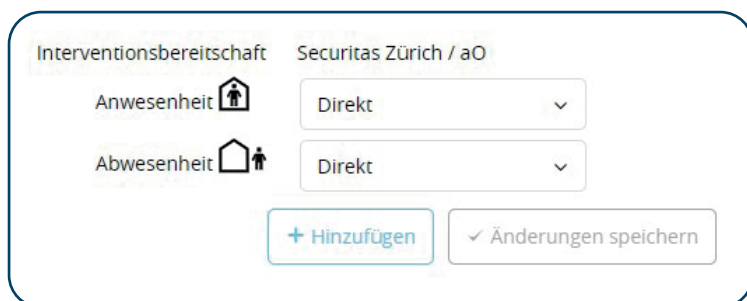 Interventionsbereitschaft Securitas Zürich / aO
Anwesenheit Direkt
Abwesenheit Direkt
+ Hinzufügen ✓ Änderungen speichern